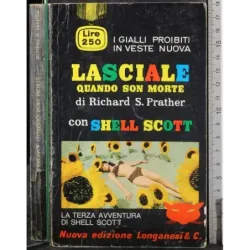 Lire
250
I GIALLI PROIBITI
IN VESTE NUOVA
LASCIALE
QUANDO SON MORTE
di Richard S. Prather
con SHELL SCOTT
LA TERZA AVVENTURA
DI SHELL SCOTT
Nuova edizione Longanesi & C.